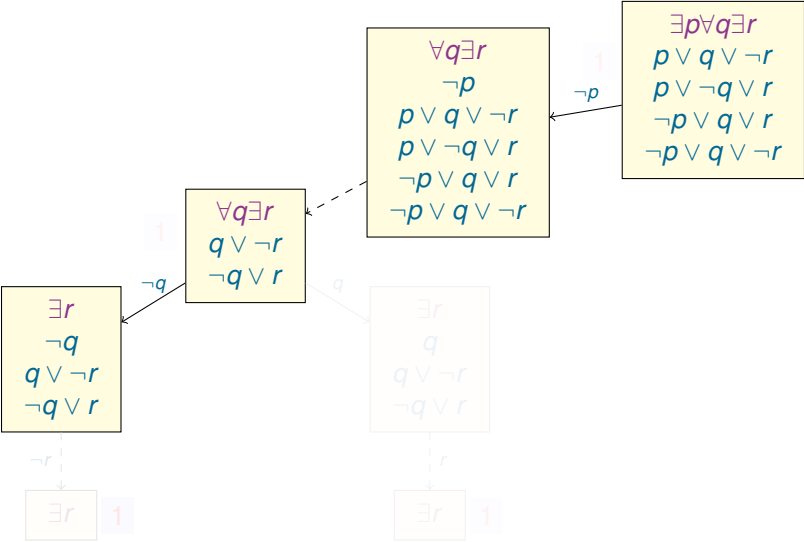 ∃p∀q∃r
p ∨ q ∨ ¬r
p ∨ ¬q ∨ r
¬p ∨ q ∨ r
¬p ∨ q ∨ ¬r
1
¬p
∀q∃r
¬p
p ∨ q ∨ ¬r
p ∨ ¬q ∨ r
¬p ∨ q ∨ r
¬p ∨ q ∨ ¬r
1
∀q∃r
q ∨ ¬r
¬q ∨ r
¬q
q
∃r
¬q
q ∨ ¬r
¬q ∨ r
∃r
q
q ∨ ¬r
¬q ∨ r
¬r
r
∃r
1
∃r
1